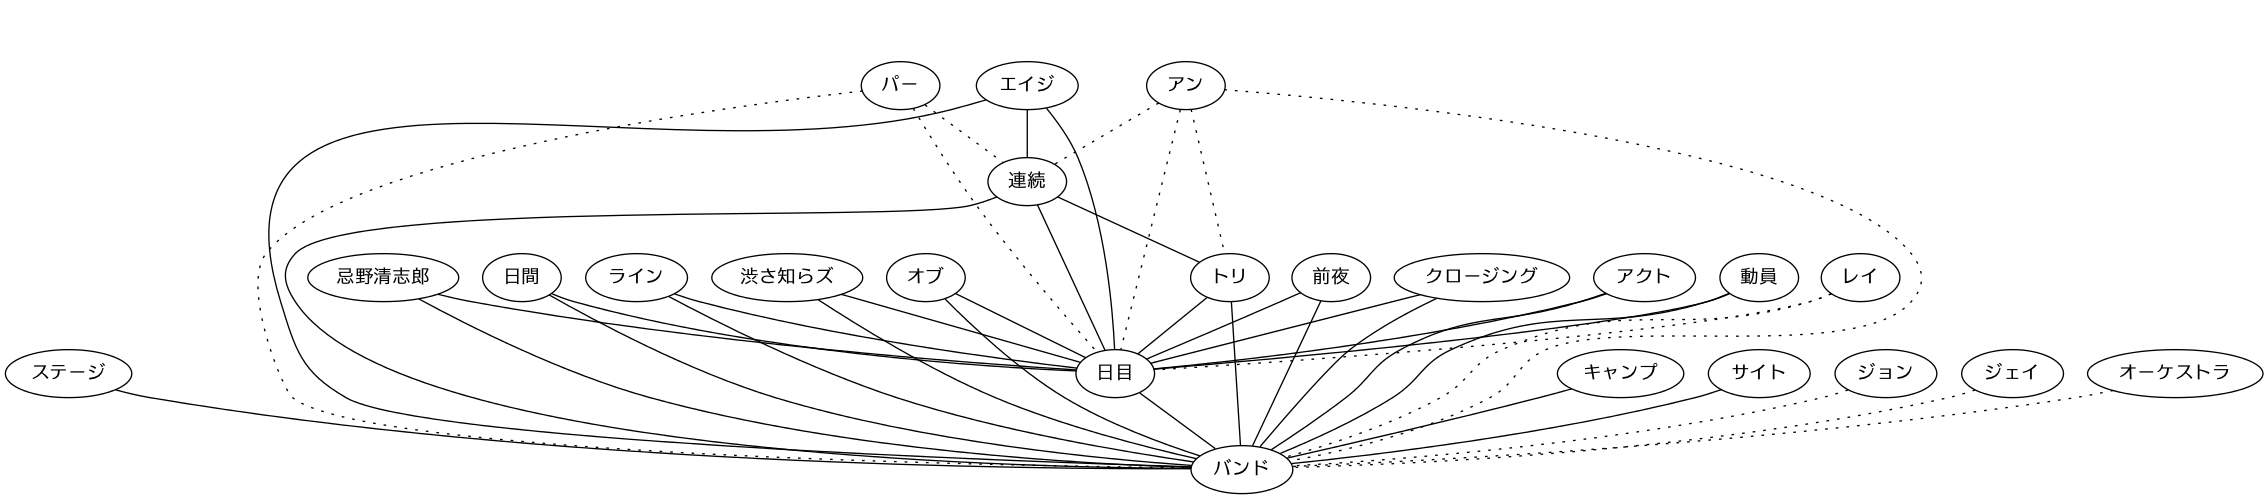 パー
エイジ
アン
連続
忌野清志郎
日間
ライン
渋さ知らズ
オブ
トリ
前夜
クロージング
アクト
動員
レイ
ステージ
日目
キャンプ
サイト
ジョン
ジェイ
オーケストラ
バンド